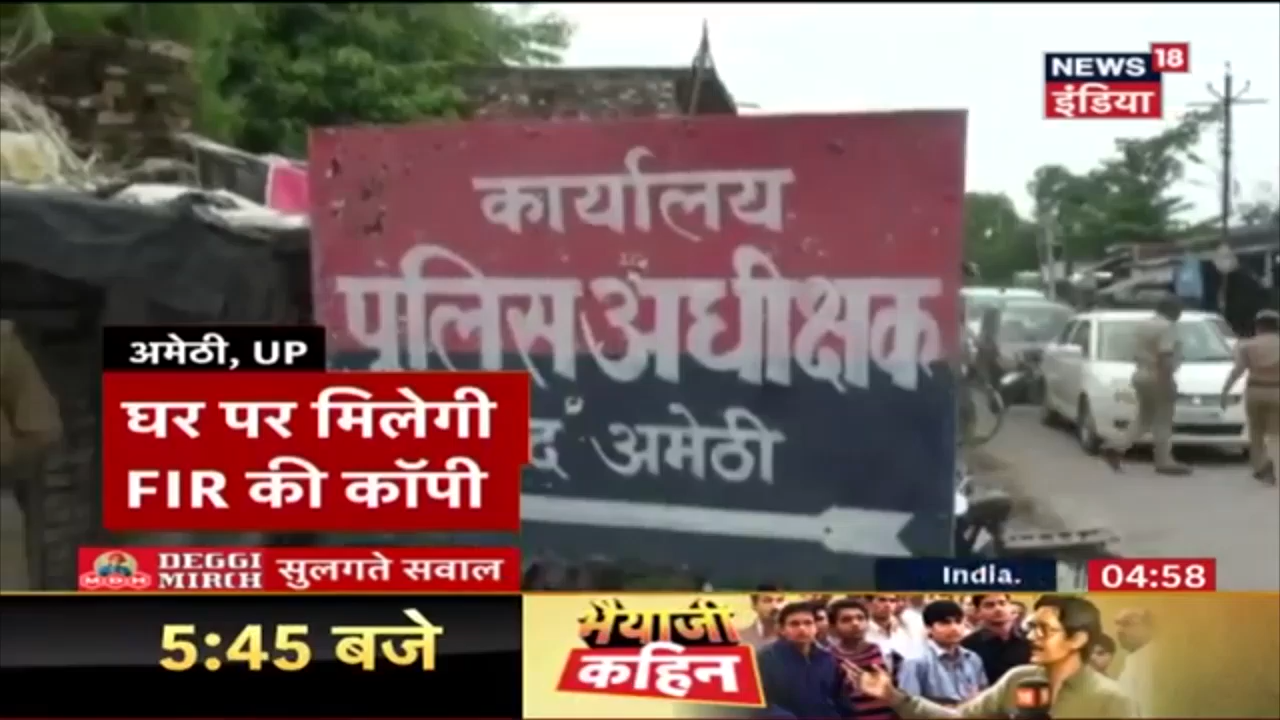 NEWS 18
इंडिया
कार्यालय
पुलिस अधीक्षक
द अमेठी
अमेठी, UP
घर पर मिलेगी
FIR की कॉपी
MDH DEGGI MIRCH सुलगते सवाल
India.
04:58
5:45 बजे
भैयाजी
कहिन